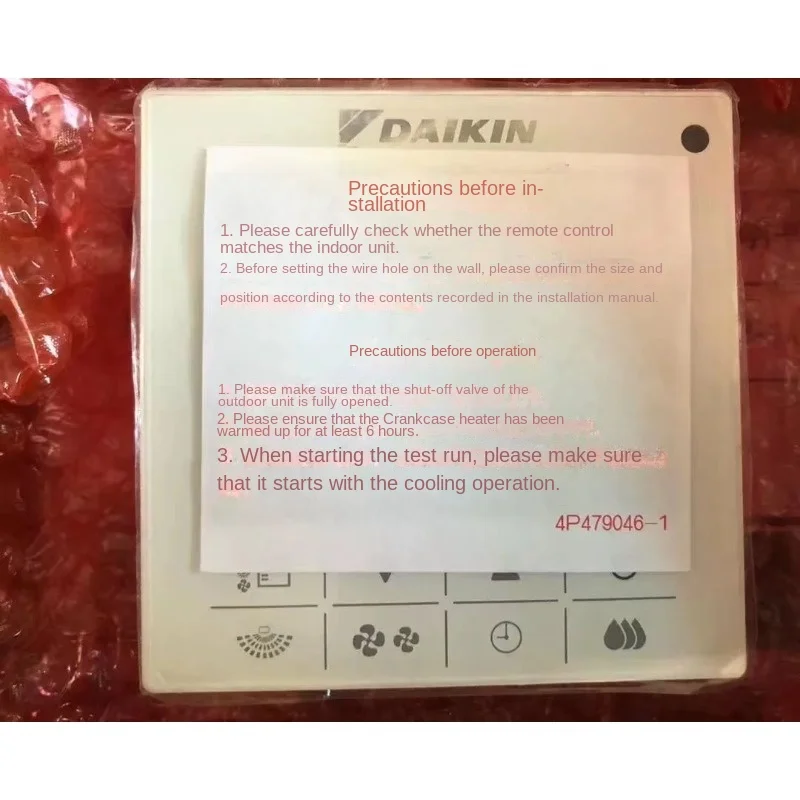 DAIKIN
Precautions before in-
stallation
1. Please carefully check whether the remote control
matches the indoor unit.
2. Before setting the wire hole on the wall, please confirm the size and
position according to the contents recorded in the installation manual.
Precautions before operation
1. Please make sure that the shut-off valve of the
outdoor unit is fully opened.
2. Please ensure that the Crankcase heater has been
warmed up for at least 6 hours.
3. When starting the test run, please make sure
that it starts with the cooling operation.
4P479046-1